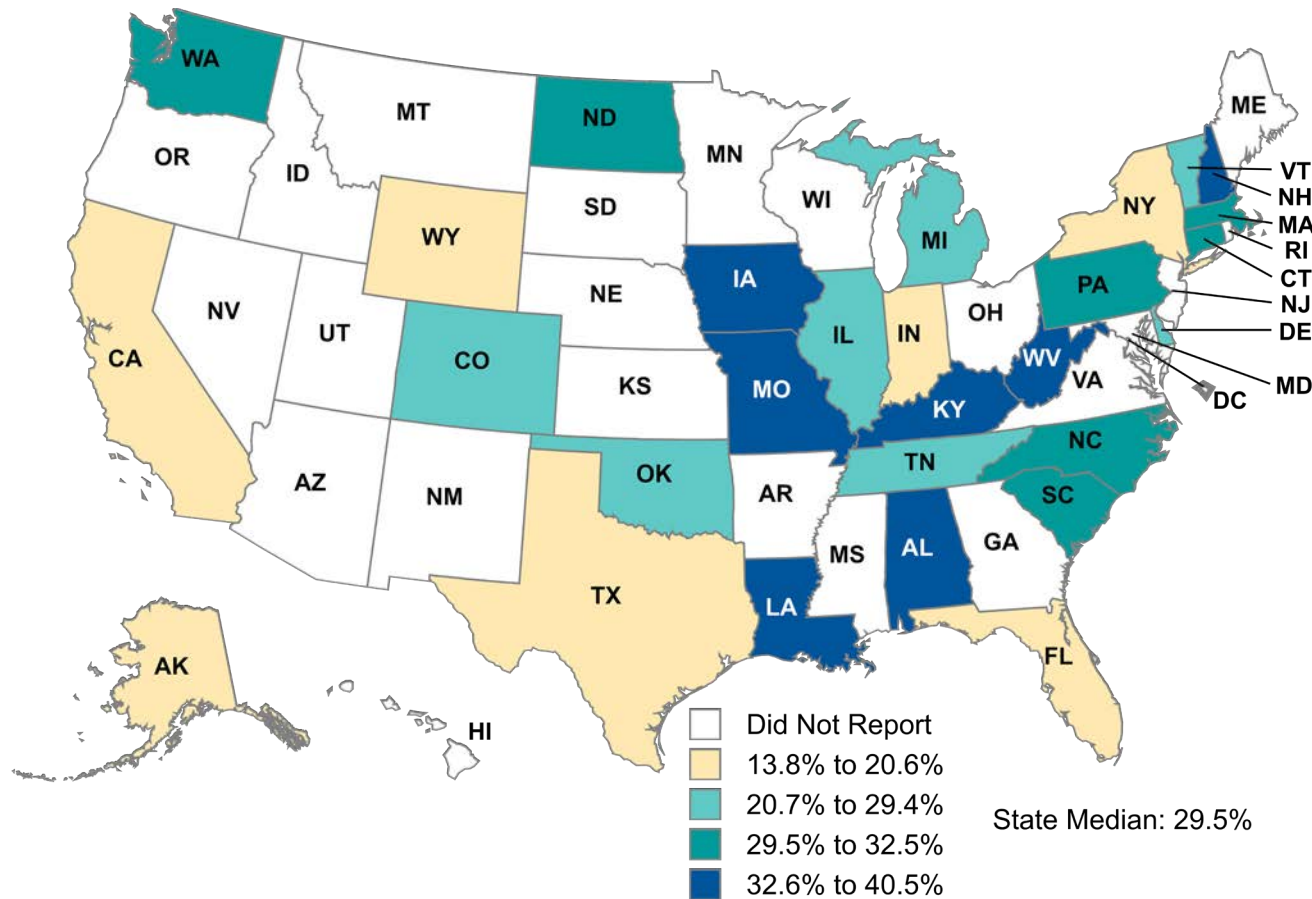 WA
MT
ND
MN
ME
OR
ID
SD
WI
MI
NY
VT
NH
MA
RI
CT
NJ
DE
MD
DC
WY
NE
IA
PA
NV
UT
CO
KS
MO
IL
IN
OH
WV
VA
KY
CA
AZ
NM
OK
AR
TN
NC
SC
MS
AL
GA
TX
LA
FL
AK
HI
Did Not Report
13.8% to 20.6%
20.7% to 29.4%
29.5% to 32.5%
32.6% to 40.5%
State Median: 29.5%